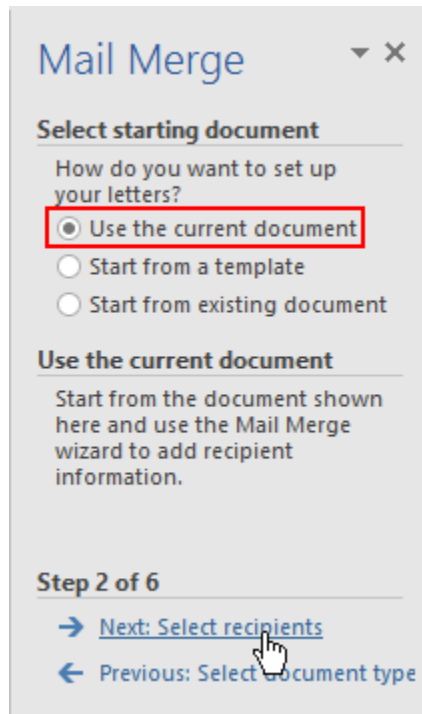 Mail Merge
Select starting document
How do you want to set up
your letters?
Use the current document
Start from a template
Start from existing document
Use the current document
Start from the document shown
here and use the Mail Merge
wizard to add recipient
information.
Step 2 of 6
Next: Select recipients
Previous: Select document type